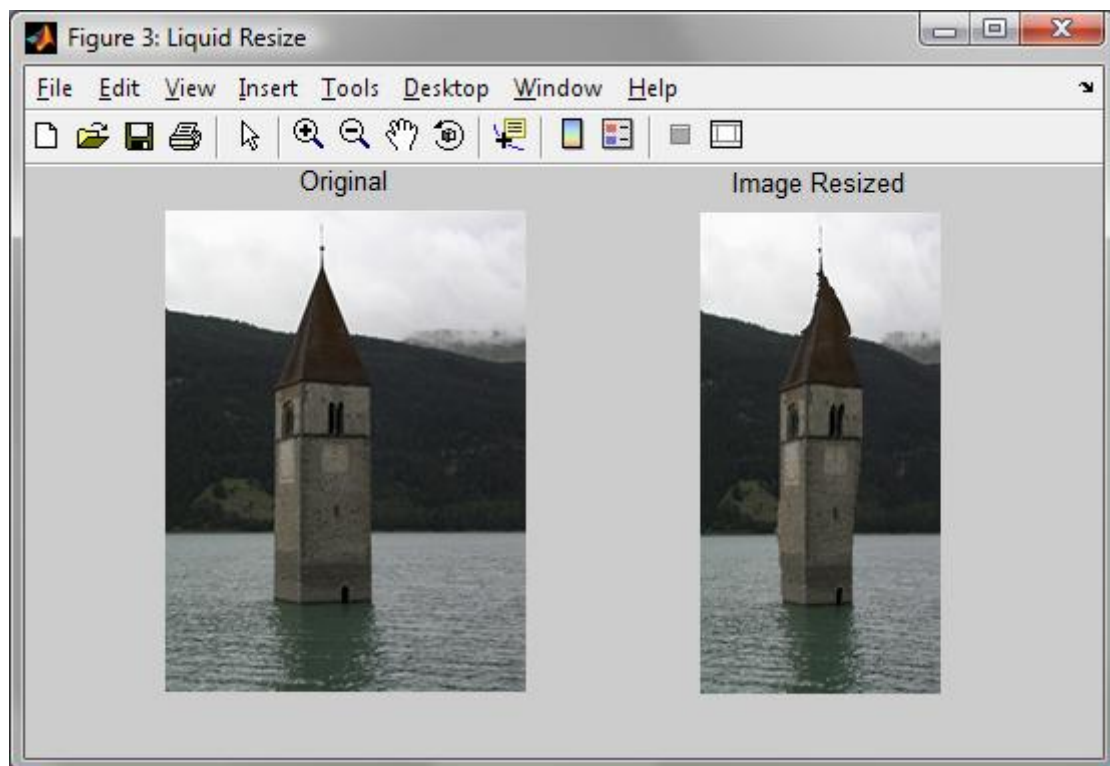 Figure 3: Liquid Resize
File Edit View Insert Tools Desktop Window Help
Original
Image Resized